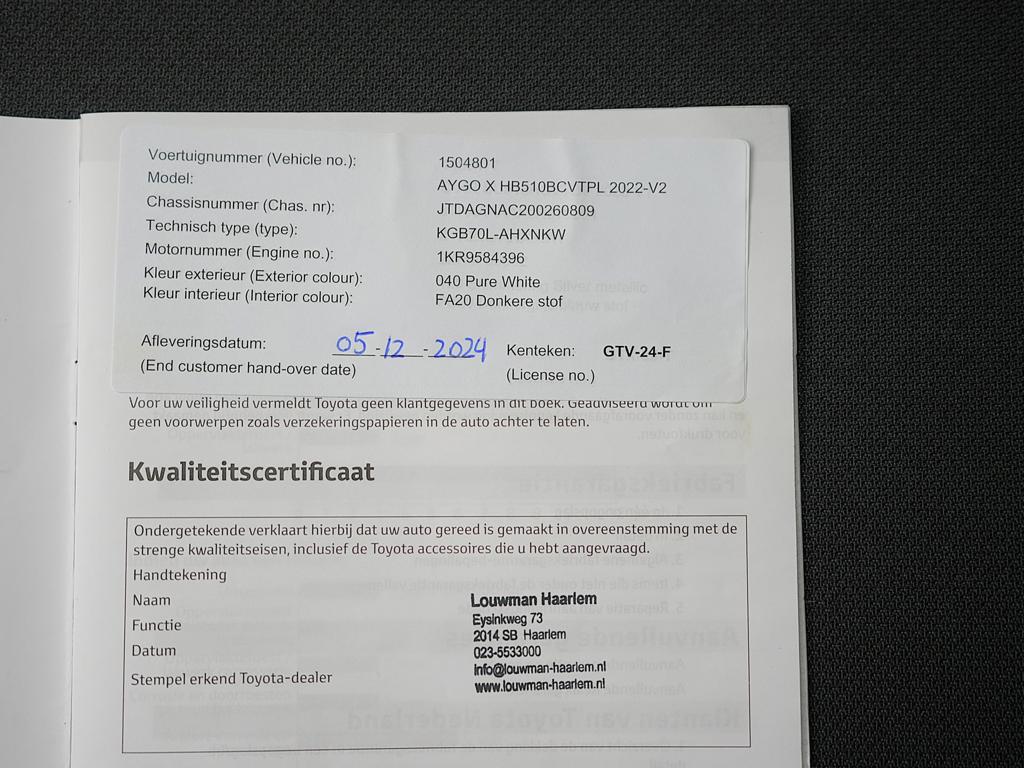 Voertuignummer (Vehicle no.): 1504801
Model: AYGO X HB510BCVTPL 2022-V2
Chassisnummer (Chas. nr): JTDAGNAC200260809
Technisch type (type): KGB70L-AHXNKW
Motornummer (Engine no.): 1KR9584396
Kleur exterieur (Exterior colour): 040 Pure White
Kleur interieur (Interior colour): FA20 Donkere stof
Afleveringsdatum: 05-12-2024 Kenteken: GTV-24-F
(End customer hand-over date) (License no.)
Voor uw veiligheid vermeldt Toyota geen klantgegevens in dit boek. Geadviseerd wordt om
geen voorwerpen zoals verzekeringspapieren in de auto achter te laten.
Kwaliteitscertificaat
Ondergetekende verklaart hierbij dat uw auto gereed is gemaakt in overeenstemming met de
strenge kwaliteitseisen, inclusief de Toyota accessoires die u hebt aangevraagd.
Handtekening
Naam
Functie
Datum
Stempel erkend Toyota-dealer
Louwman Haarlem
Eysinkweg 73
2014 SB Haarlem
023-5533000
info@louwman-haarlem.nl
www.louwman-haarlem.nl